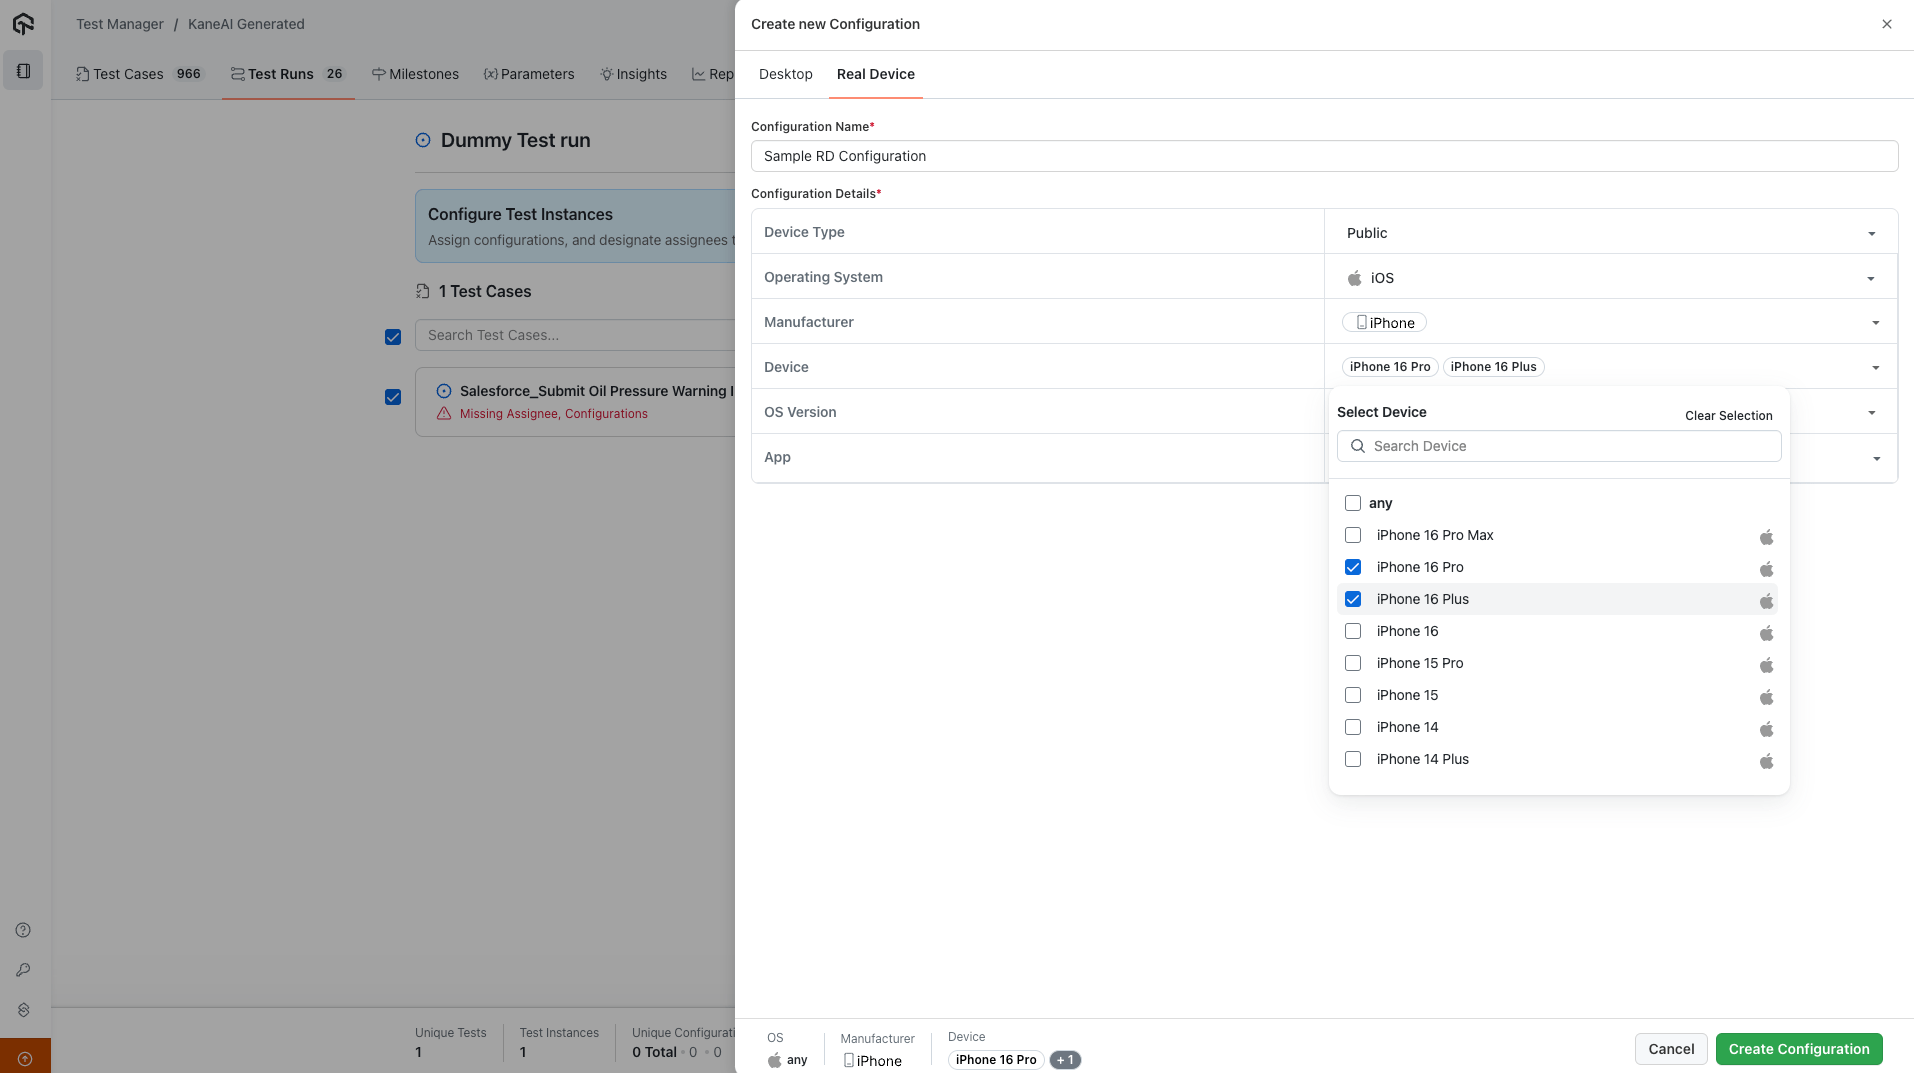 Test Manager / KaneAI Generated
Test Cases 966 Test Runs 26 Milestones {x} Parameters Insights Rep
Dummy Test run
Configure Test Instances
Assign configurations, and designate assignees t
1 Test Cases
Search Test Cases...
Salesforce_Submit Oil Pressure Warning I
Missing Assignee, Configurations
Unique Tests
1
Test Instances
1
Unique Configurati
0 Total • 0 • 0
Create new Configuration
Desktop Real Device
Configuration Name*
Sample RD Configuration
Configuration Details*
Device Type Public
Operating System iOS
Manufacturer iPhone
Device iPhone 16 Pro iPhone 16 Plus
OS Version
App
Select Device Clear Selection
Search Device
any
iPhone 16 Pro Max
iPhone 16 Pro
iPhone 16 Plus
iPhone 16
iPhone 15 Pro
iPhone 15
iPhone 14
iPhone 14 Plus
OS
any
Manufacturer
iPhone
Device
iPhone 16 Pro + 1
Cancel Create Configuration